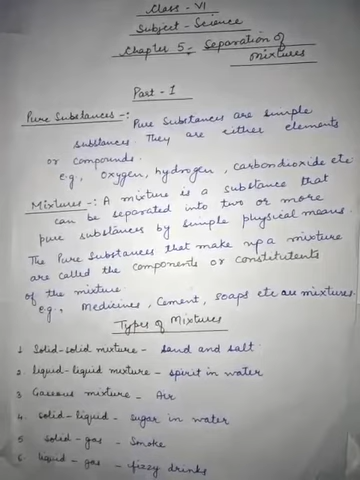 Class - VI
Subject - Science
Chapter 5 - Separation of
mixtures
Part - 1
Pure Substances -: Pure Substances are simple
substances. They are either elements
or compounds.
e.g., Oxygen, hydrogen, carbondioxide etc
Mixtures -: A mixture is a substance that
can be separated into two or more
pure substances by simple physical means.
The Pure Substances that make up a mixture
are called the components or constitutents
of the mixture.
e.g., Medicines, Cement, soaps etc are mixtures.
Types of Mixtures
1. Solid-solid mixture - sand and salt
2. liquid-liquid mixture - spirit in water
3 Gaseous mixture - Air
4. solid-liquid - sugar in water
5 solid-gas - Smoke
6. liquid-gas - fizzy drinks